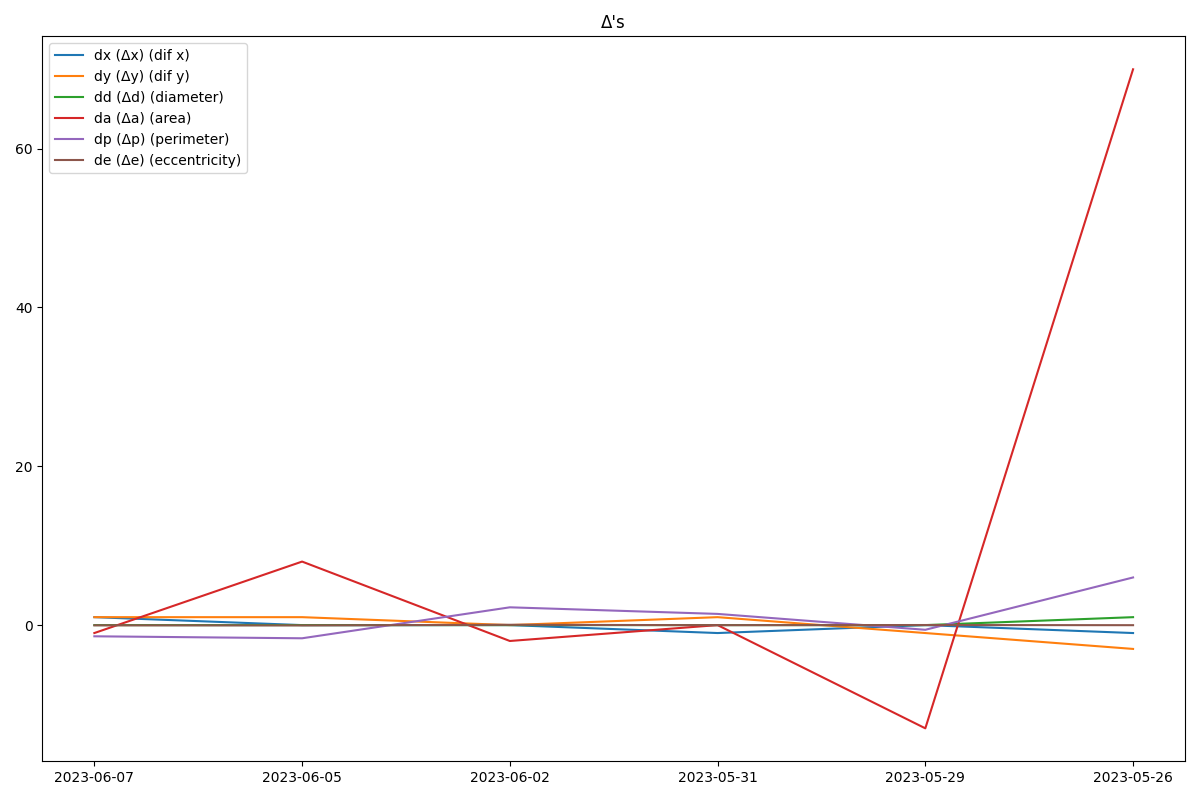 Δ's
dx (Δx) (dif x)
dy (Δy) (dif y)
dd (Δd) (diameter)
da (Δa) (area)
dp (Δp) (perimeter)
de (Δe) (eccentricity)
60
40
20
0
2023-06-07 2023-06-05 2023-06-02 2023-05-31 2023-05-29 2023-05-26